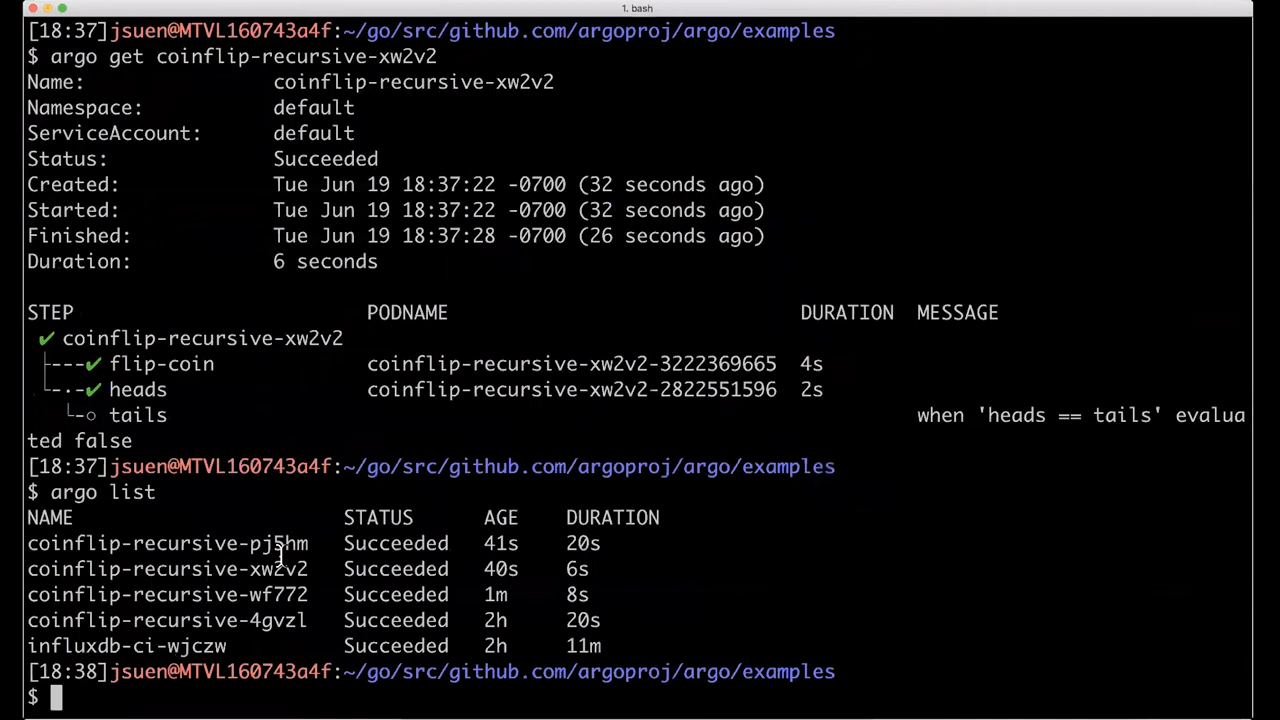 1. bash
[18:37]jsuen@MTVL160743a4f:~/go/src/github.com/argoproj/argo/examples
$ argo get coinflip-recursive-xw2v2
Name: coinflip-recursive-xw2v2
Namespace: default
ServiceAccount: default
Status: Succeeded
Created: Tue Jun 19 18:37:22 -0700 (32 seconds ago)
Started: Tue Jun 19 18:37:22 -0700 (32 seconds ago)
Finished: Tue Jun 19 18:37:28 -0700 (26 seconds ago)
Duration: 6 seconds
STEP PODNAME DURATION MESSAGE
✔ coinflip-recursive-xw2v2
├---✔ flip-coin coinflip-recursive-xw2v2-3222369665 4s
└-·-✔ heads coinflip-recursive-xw2v2-2822551596 2s
└-○ tails when 'heads == tails' evalua
ted false
[18:37]jsuen@MTVL160743a4f:~/go/src/github.com/argoproj/argo/examples
$ argo list
NAME STATUS AGE DURATION
coinflip-recursive-pj5hm Succeeded 41s 20s
coinflip-recursive-xw2v2 Succeeded 40s 6s
coinflip-recursive-wf772 Succeeded 1m 8s
coinflip-recursive-4gvzl Succeeded 2h 20s
influxdb-ci-wjczw Succeeded 2h 11m
[18:38]jsuen@MTVL160743a4f:~/go/src/github.com/argoproj/argo/examples
$